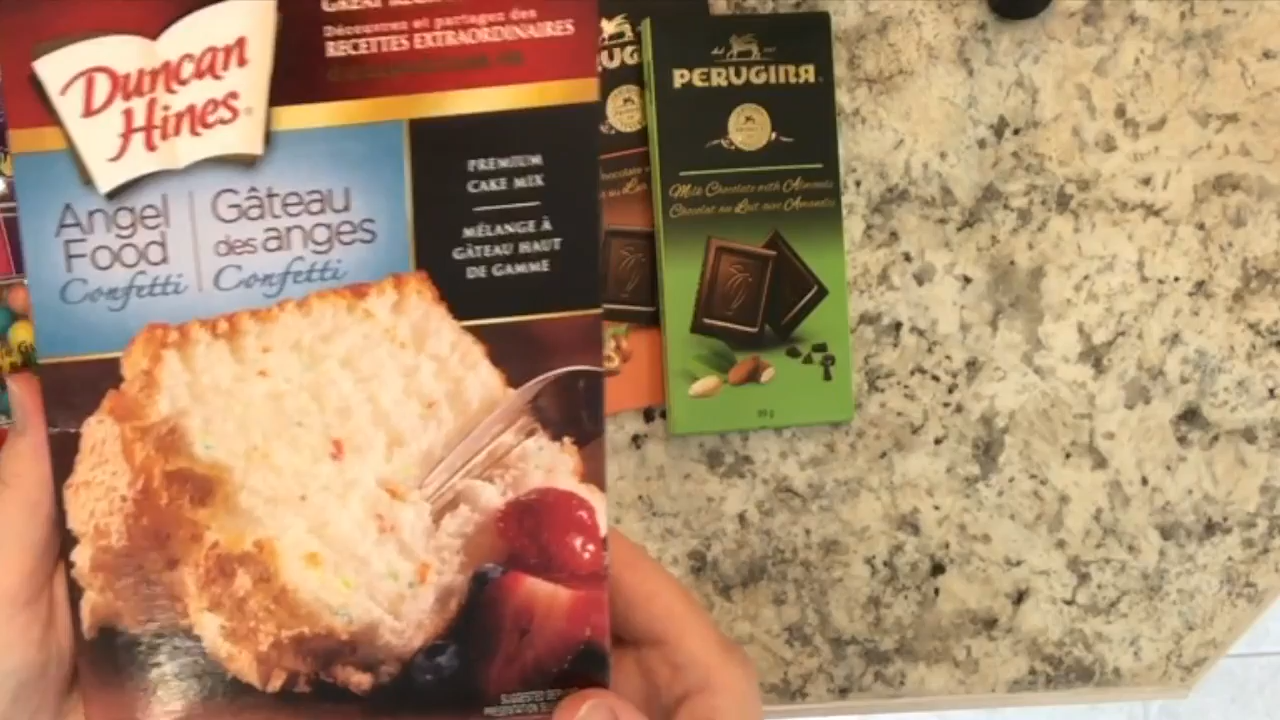 Duncan
Hines
Découvrez et partagez des
RECETTES EXTRAORDINAIRES
Angel
Food
Confetti
Gâteau
des anges
Confetti
PREMIUM
CAKE MIX
MÉLANGE À
GÂTEAU HAUT
DE GAMME
PERUGINA
Milk Chocolate with Almonds
Chocolat au Lait avec Amandes